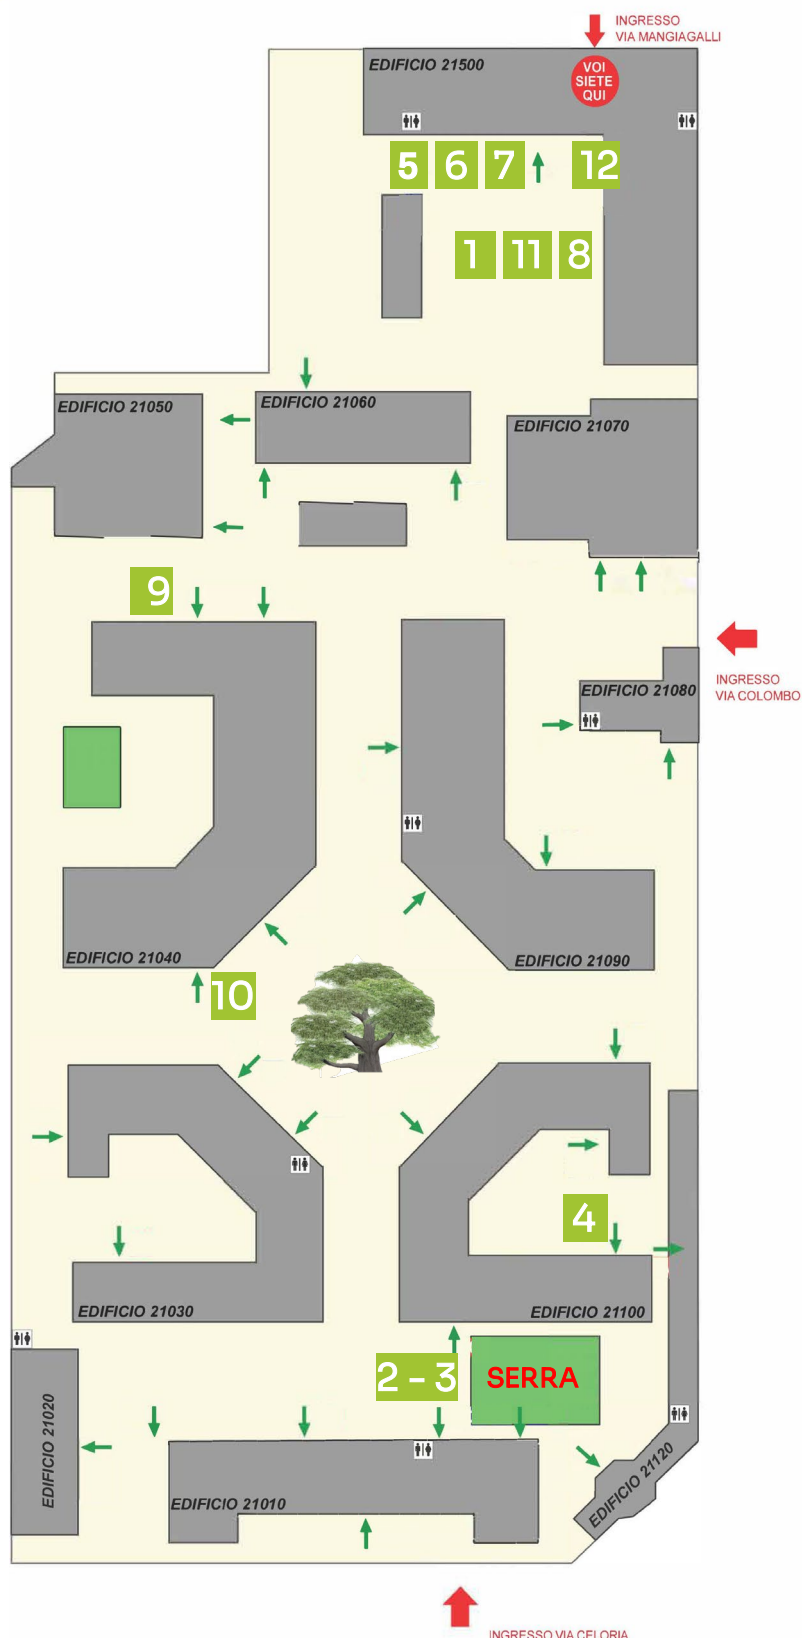 INGRESSO
VIA MANGIAGALLI
EDIFICIO 21500
VOI
SIETE
QUI
5 6 7 12
1 11 8
EDIFICIO 21050
EDIFICIO 21060
EDIFICIO 21070
9
INGRESSO
VIA COLOMBO
EDIFICIO 21080
EDIFICIO 21040
EDIFICIO 21090
10
4
EDIFICIO 21030
EDIFICIO 21100
2 - 3
SERRA
EDIFICIO 21020
EDIFICIO 21010
EDIFICIO 21120
INGRESSO VIA CELORIA